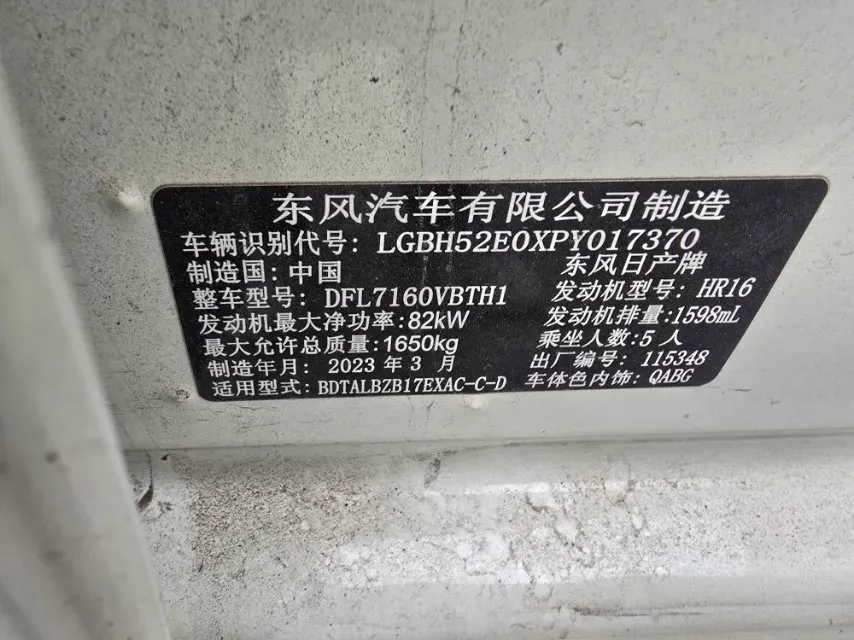 东风汽车有限公司制造
车辆识别代号: LGBH52E0XPY017370
制造国: 中国 东风日产牌
整车型号: DFL7160VBTH1 发动机型号: HR16
发动机最大净功率: 82kW 发动机排量: 1598mL
最大允许总质量: 1650kg 乘坐人数: 5 人
制造年月: 2023 年 3 月 出厂编号: 115348
适用型式: BDTALBZB17EXAC-C-D 车体色内饰: QABG